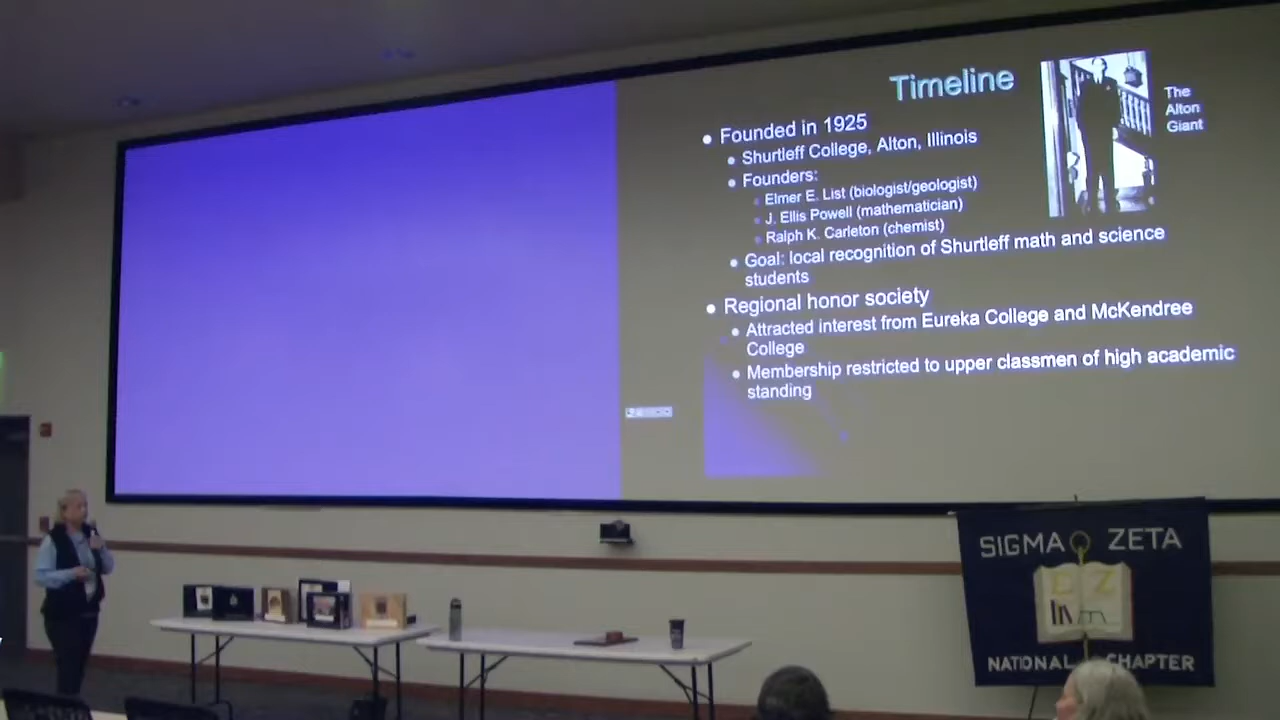 Timeline
The
Alton
Giant
Founded in 1925
Shurtleff College, Alton, Illinois
Founders:
Elmer E. List (biologist/geologist)
J. Ellis Powell (mathematician)
Ralph K. Carleton (chemist)
Goal: local recognition of Shurtleff math and science
students
Regional honor society
Attracted interest from Eureka College and McKendree
College
Membership restricted to upper classmen of high academic
standing
SIGMA ZETA
Σ Z
NATIONAL CHAPTER